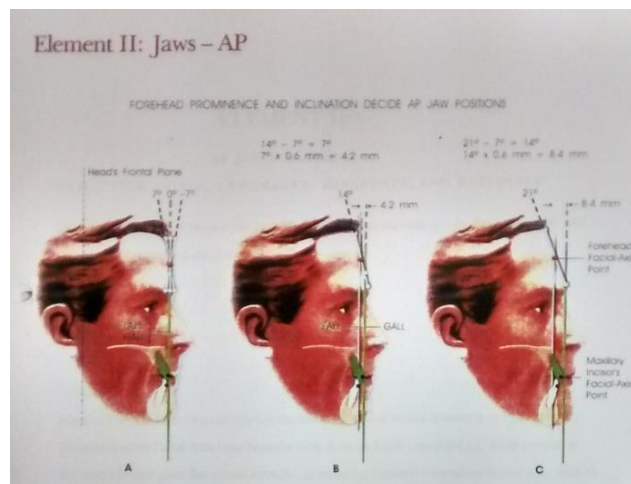 Element II: Jaws – AP
FOREHEAD PROMINENCE AND INCLINATION DECIDE AP JAW POSITIONS
14° – 7° = 7°
7° x 0.6 mm = 4.2 mm
21° – 7° = 14°
14° x 0.6 mm = 8.4 mm
Head's Frontal Plane
7° 0° -7°
14°
4.2 mm
21°
8.4 mm
Forehead
Facial-Axis
Point
GALL
Maxillary
Incisor's
Facial-Axis
Point
A
B
C